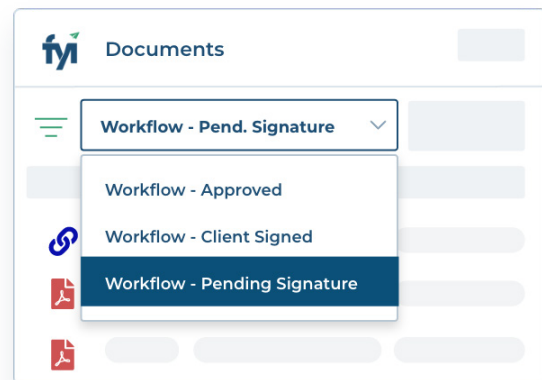 fyi Documents
Workflow - Pend. Signature
Workflow - Approved
Workflow - Client Signed
Workflow - Pending Signature